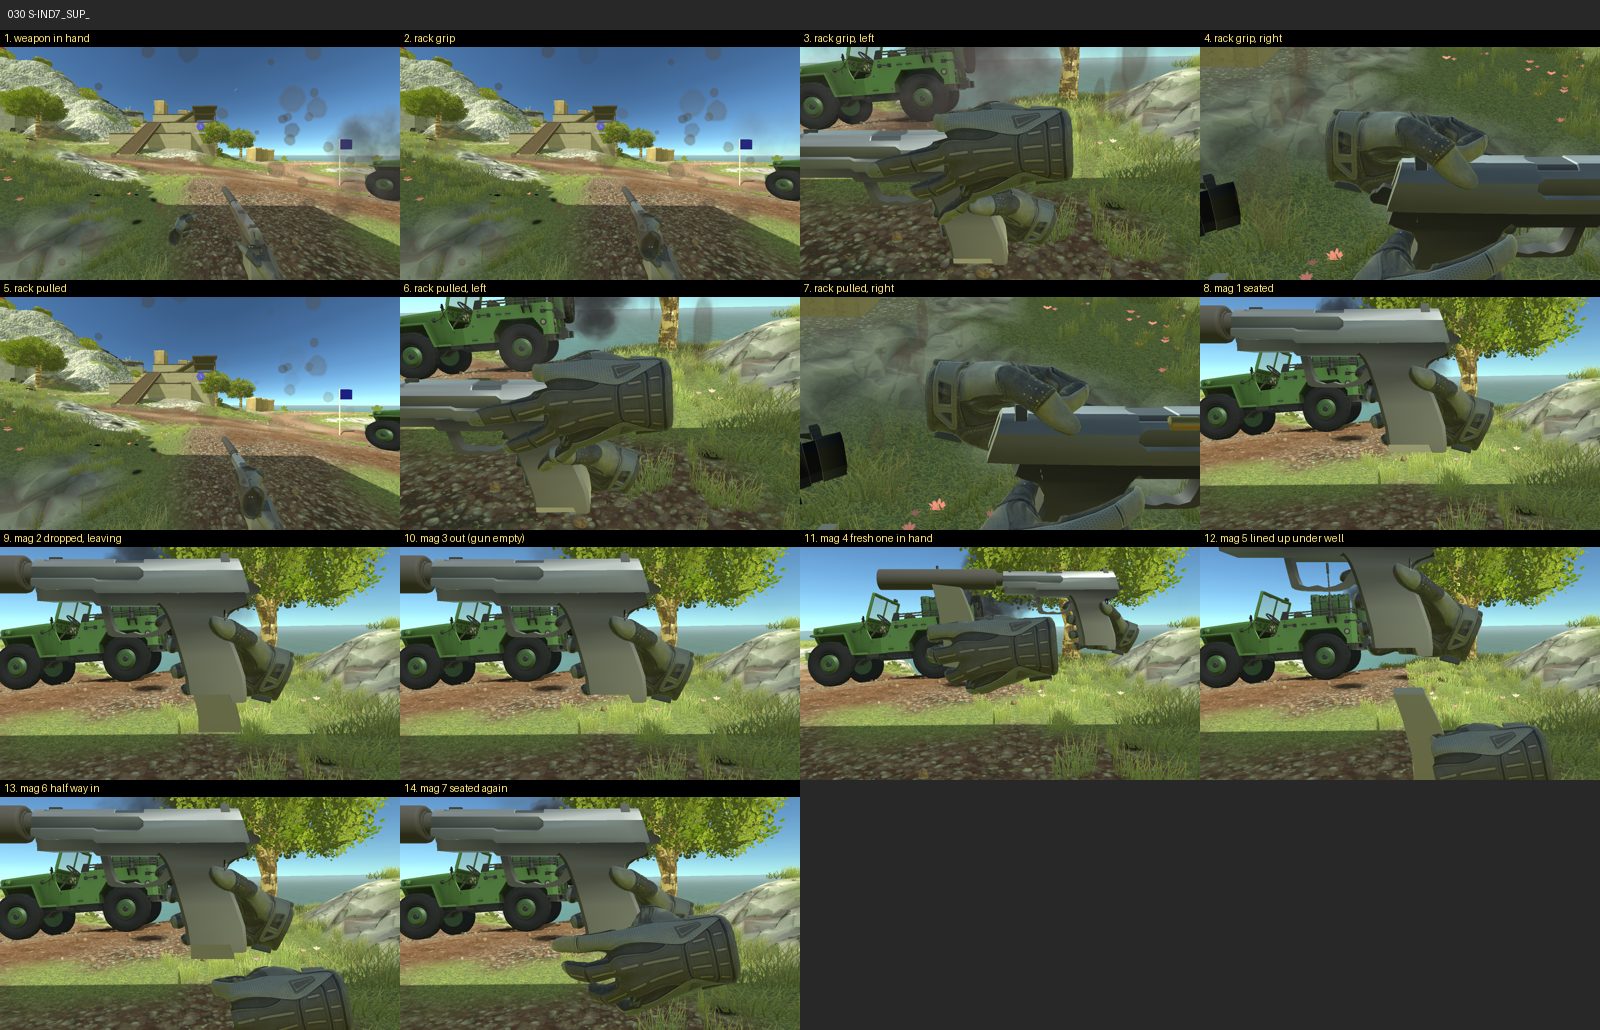 030 S-IND7_SUP_
1. weapon in hand
2. rack grip
3. rack grip, left
4. rack grip, right
5. rack pulled
6. rack pulled, left
7. rack pulled, right
8. mag 1 seated
9. mag 2 dropped, leaving
10. mag 3 out (gun empty)
11. mag 4 fresh one in hand
12. mag 5 lined up under well
13. mag 6 half way in
14. mag 7 seated again